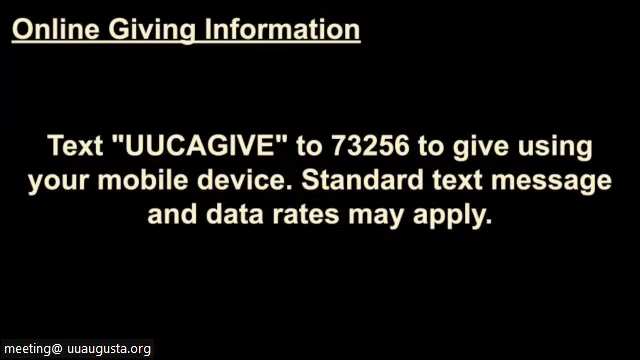 Online Giving Information
Text "UUCAGIVE" to 73256 to give using
your mobile device. Standard text message
and data rates may apply.
meeting@ uuaugusta.org